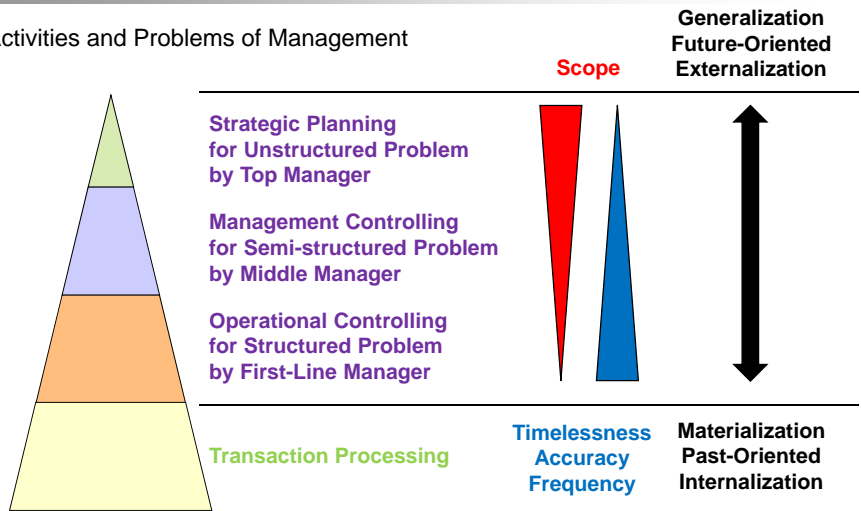 ctivities and Problems of Management
Scope
Generalization
Future-Oriented
Externalization
Strategic Planning
for Unstructured Problem
by Top Manager
Management Controlling
for Semi-structured Problem
by Middle Manager
Operational Controlling
for Structured Problem
by First-Line Manager
Transaction Processing
Timelessness
Accuracy
Frequency
Materialization
Past-Oriented
Internalization